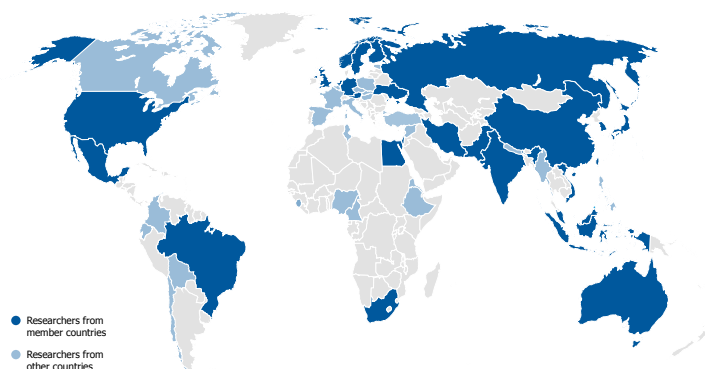 Researchers from
member countries
Researchers from
other countries